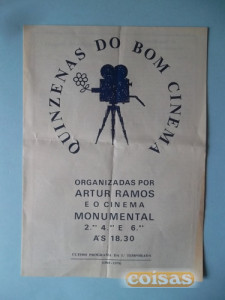 QUINZENAS DO BOM CINEMA
ORGANIZADAS POR
ARTUR RAMOS
E O CINEMA
MONUMENTAL
2.ªˢ 4.ªˢ E 6.ªˢ
ÀS 18.30
coisas